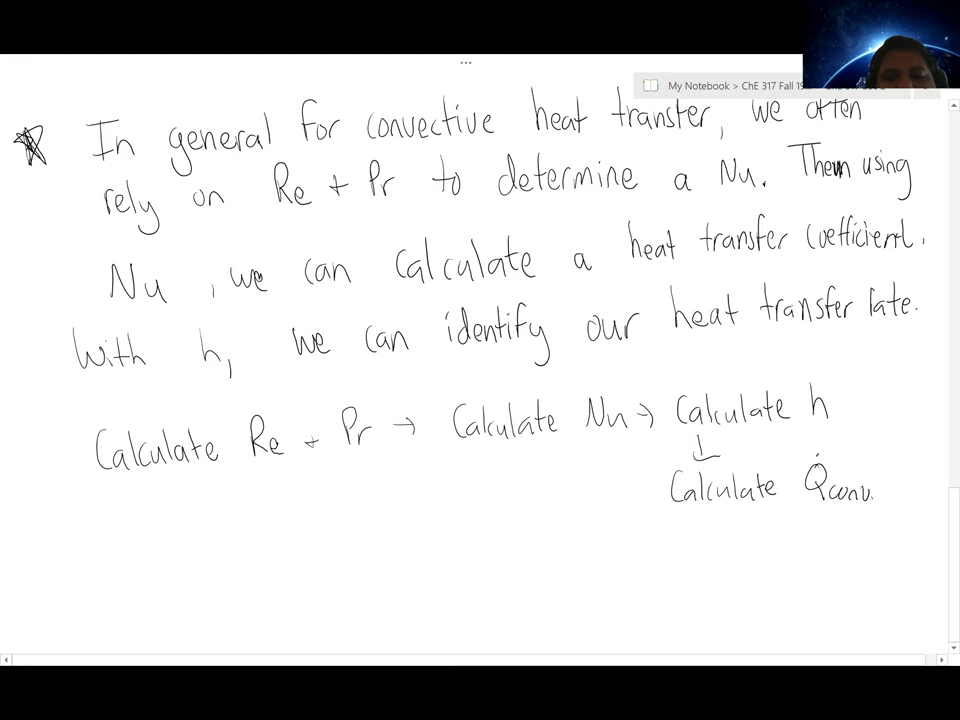 ...
My Notebook > ChE 317 Fall 19
In general for convective heat transfer, we often
rely on Re + Pr to determine a Nu. Then using
Nu, we can calculate a heat transfer coefficient.
With h, we can identify our heat transfer rate.
Calculate Re + Pr → Calculate Nu → Calculate h
↓
Calculate Q̇conv.